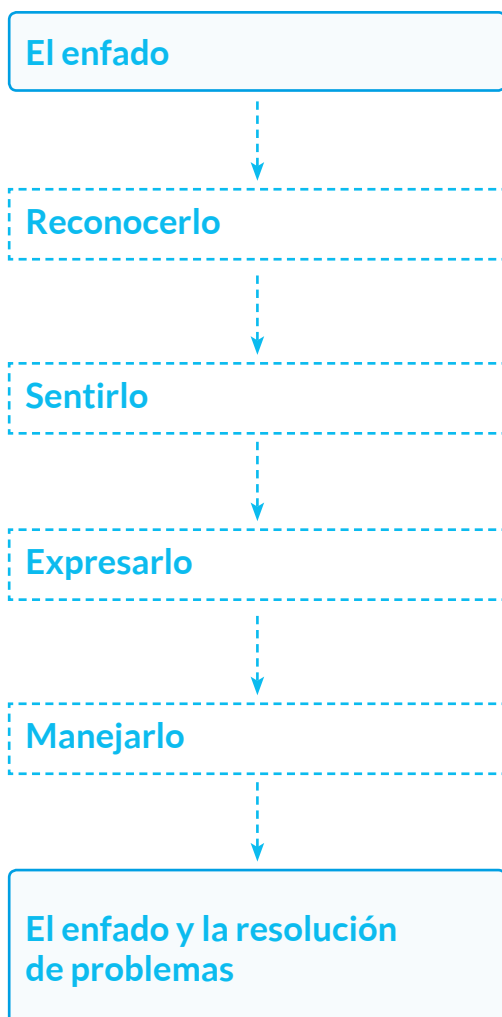 El enfado
Reconocerlo
Sentirlo
Expresarlo
Manejarlo
El enfado y la resolución
de problemas